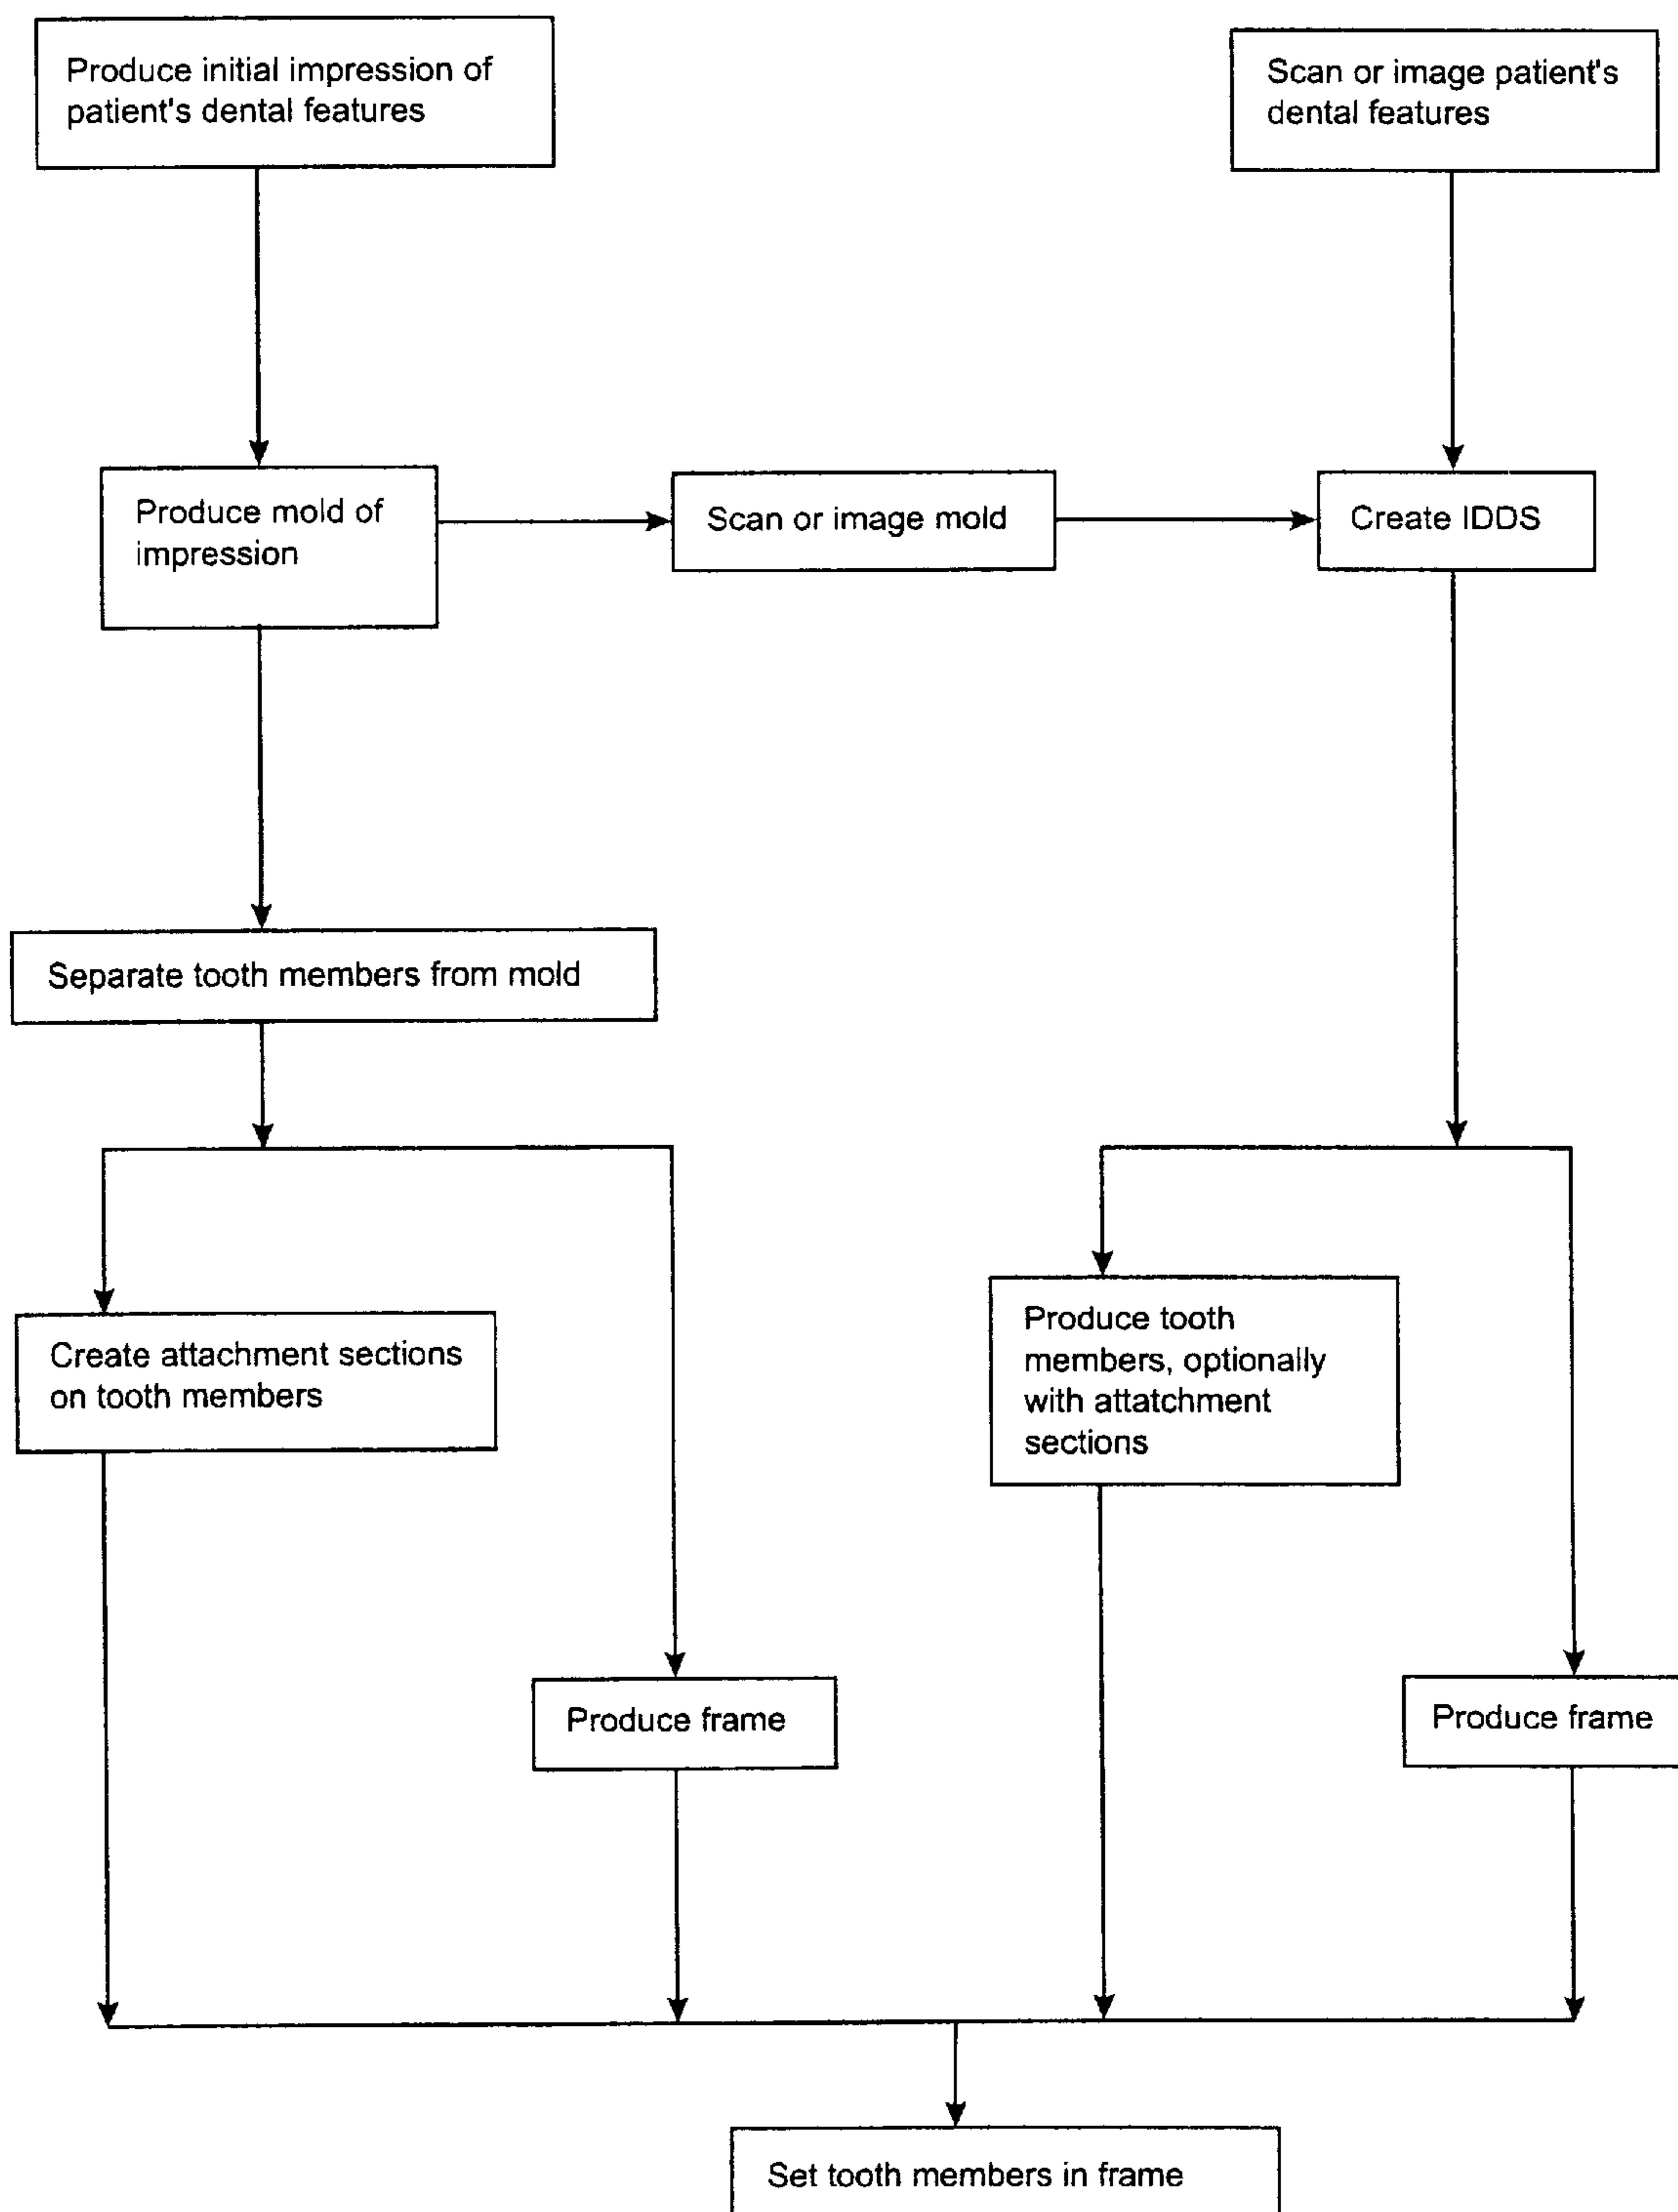 Produce initial impression of
patient's dental features
Scan or image patient's
dental features
Produce mold of
impression
Scan or image mold
Create IDDS
Separate tooth members from mold
Create attachment sections
on tooth members
Produce tooth
members, optionally
with attatchment
sections
Produce frame
Produce frame
Set tooth members in frame